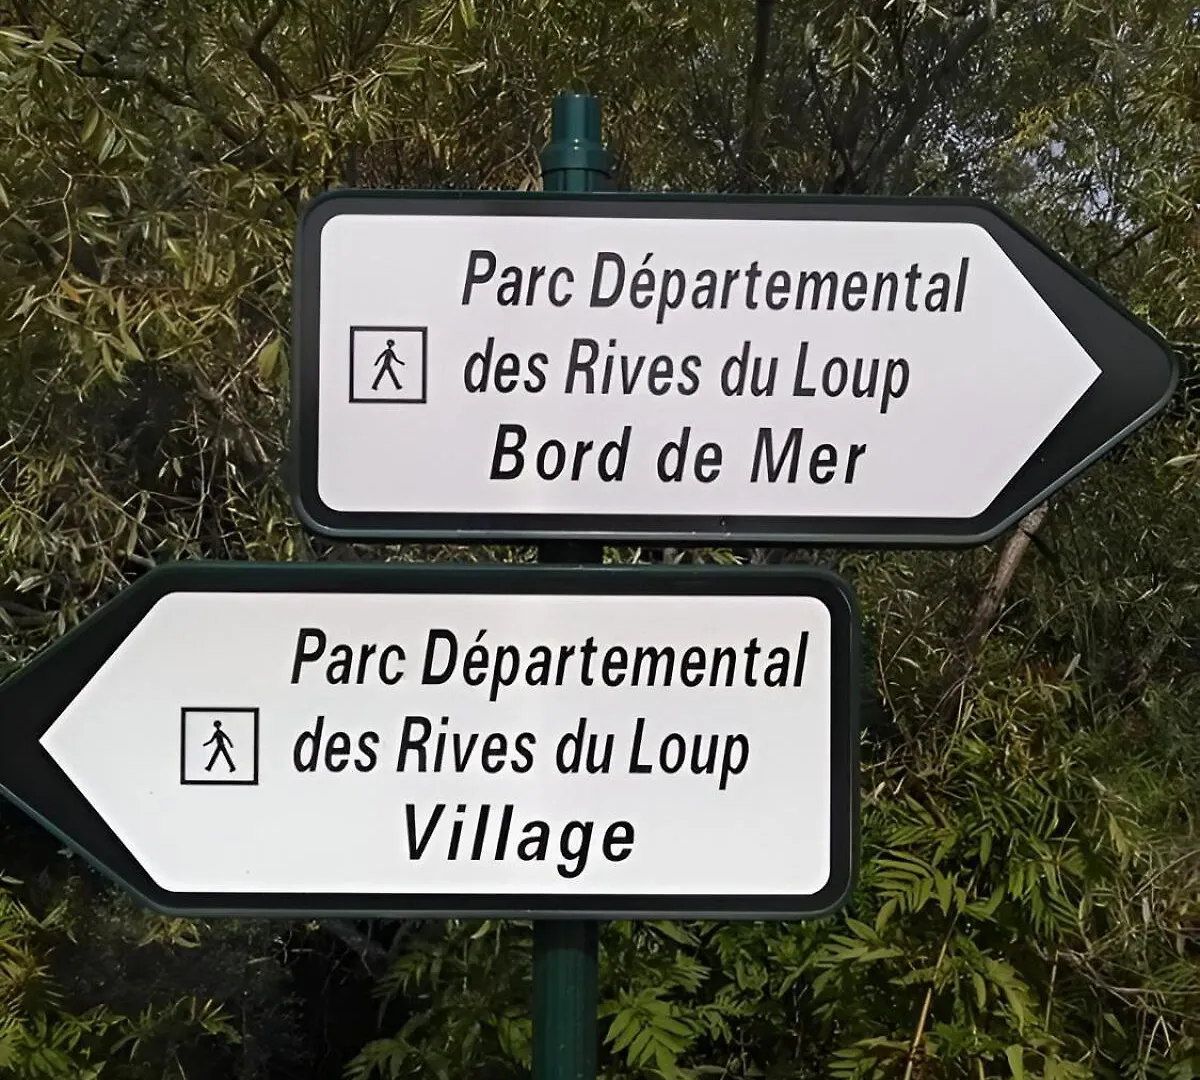 Parc Départemental
des Rives du Loup
Bord de Mer
Parc Départemental
des Rives du Loup
Village